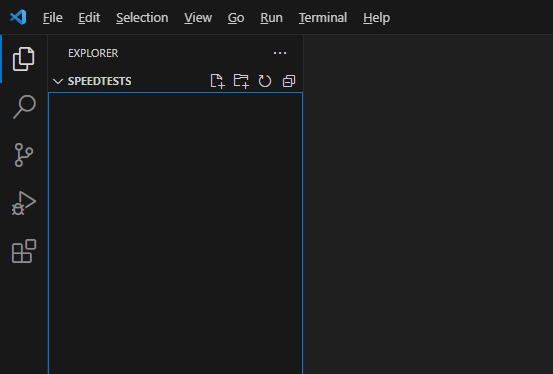 File Edit Selection View Go Run Terminal Help
EXPLORER
SPEEDTESTS